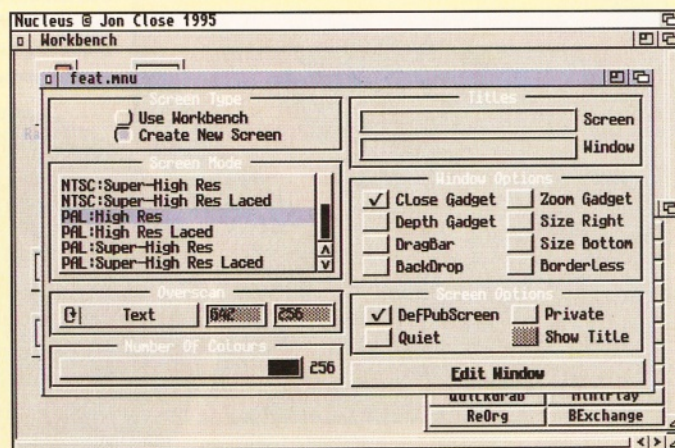 Nucleus @ Jon Close 1995
Workbench
feat.mnu
Screen Type
Use Workbench
Create New Screen
Screen Mode
NTSC:Super-High Res
NTSC:Super-High Res Laced
PAL:High Res
PAL:High Res Laced
PAL:Super-High Res
PAL:Super-High Res Laced
Overscan
Text
642
256
Number Of Colours
256
Titles
Screen
Window
Window Options
Close Gadget
Zoom Gadget
Depth Gadget
Size Right
DragBar
Size Bottom
BackDrop
BorderLess
Screen Options
DefPubScreen
Private
Quiet
Show Title
Edit Window
QuickGrab
HtmlPlay
ReOrg
BExchange